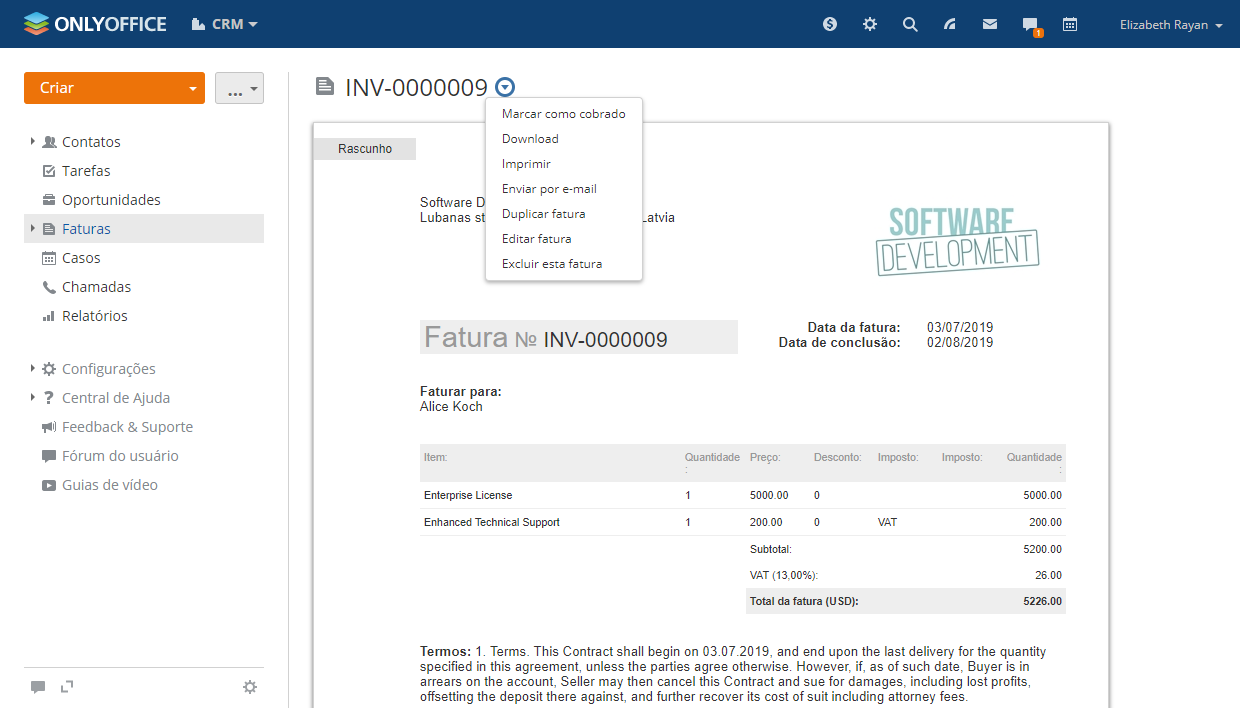 ONLYOFFICE CRM Elizabeth Rayan
1
Criar ...
Contatos
Tarefas
Oportunidades
Faturas
Casos
Chamadas
Relatórios
Configurações
? Central de Ajuda
Feedback & Suporte
Fórum do usuário
Guias de vídeo
INV-0000009
Marcar como cobrado
Download
Imprimir
Enviar por e-mail
Duplicar fatura
Editar fatura
Excluir esta fatura
Rascunho
Software D
Lubanas st Latvia
SOFTWARE
DEVELOPMENT
Fatura № INV-0000009
Data da fatura: 03/07/2019
Data de conclusão: 02/08/2019
Faturar para:
Alice Koch
Item: Quantidade : Preço: Desconto: Imposto: Imposto: Quantidade :
Enterprise License 1 5000.00 0 5000.00
Enhanced Technical Support 1 200.00 0 VAT 200.00
Subtotal: 5200.00
VAT (13,00%): 26.00
Total da fatura (USD): 5226.00
Termos: 1. Terms. This Contract shall begin on 03.07.2019, and end upon the last delivery for the quantity
specified in this agreement, unless the parties agree otherwise. However, if, as of such date, Buyer is in
arrears on the account, Seller may then cancel this Contract and sue for damages, including lost profits,
offsetting the deposit there against, and further recover its cost of suit including attorney fees.